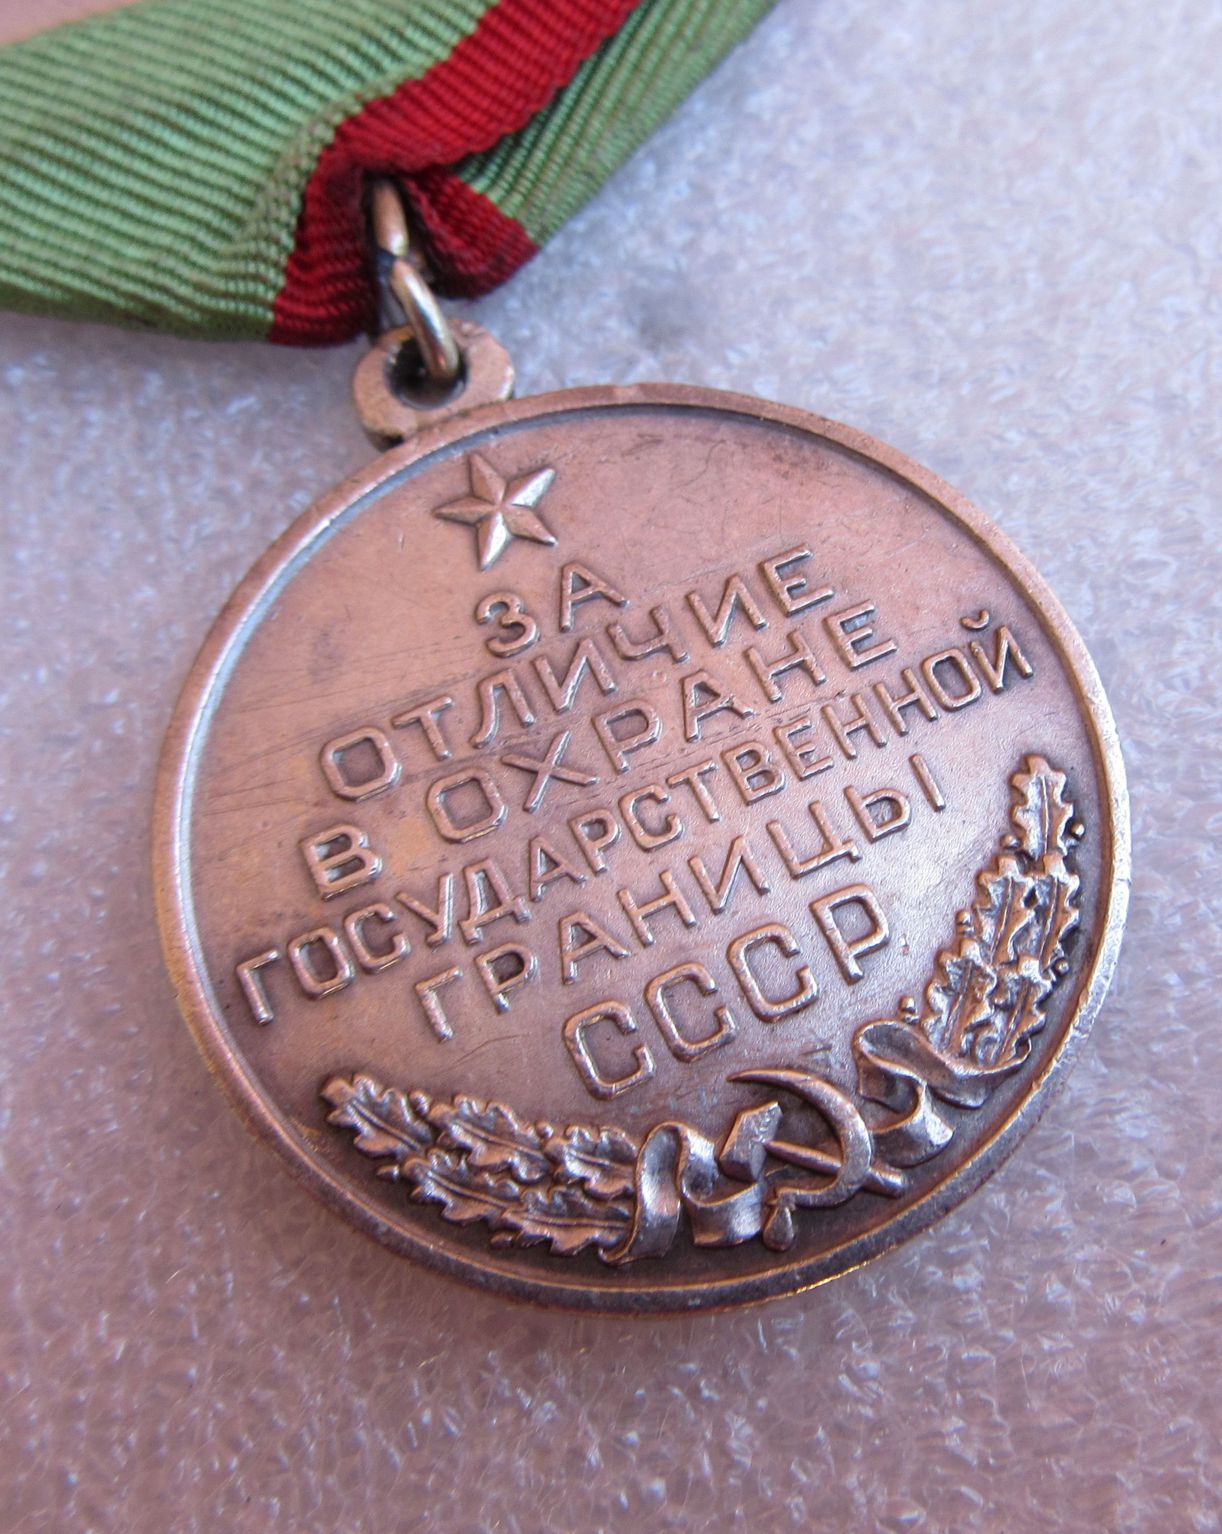 ЗА
ОТЛИЧИЕ
В ОХРАНЕ
ГОСУДАРСТВЕННОЙ
ГРАНИЦЫ
СССР